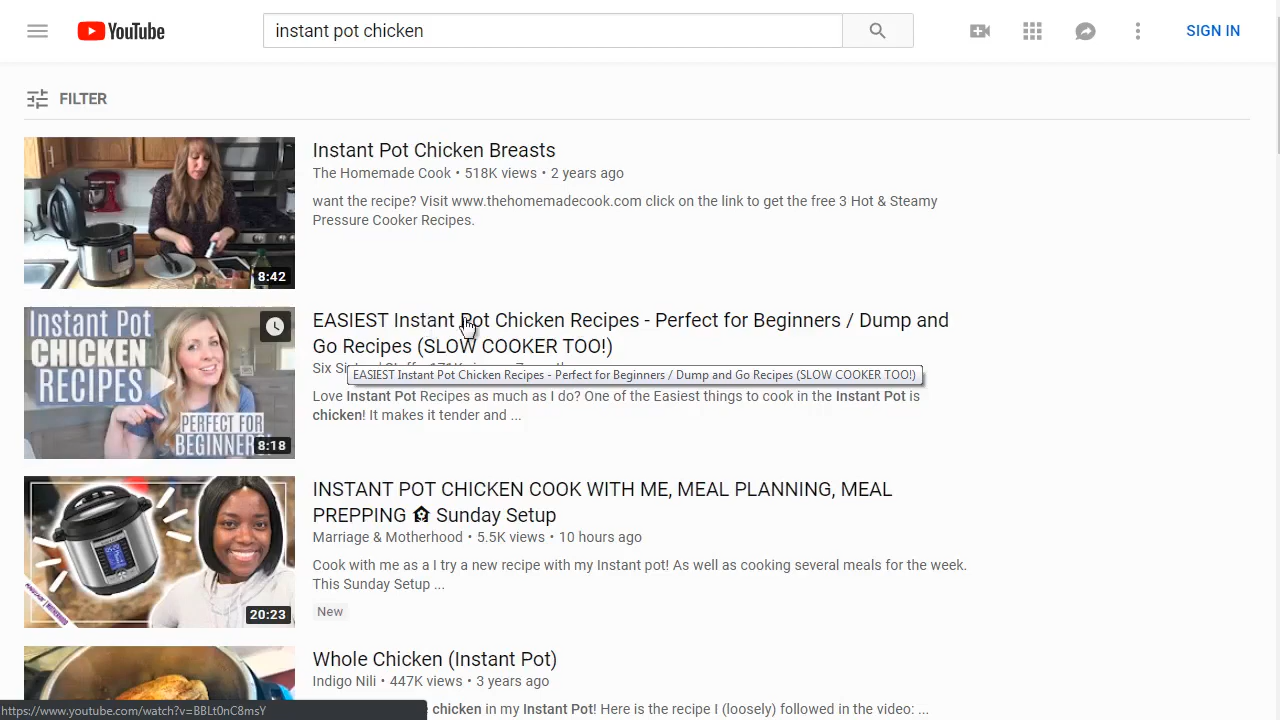 YouTube
instant pot chicken
SIGN IN
FILTER
Instant Pot Chicken Breasts
The Homemade Cook • 518K views • 2 years ago
want the recipe? Visit www.thehomemadecook.com click on the link to get the free 3 Hot & Steamy
Pressure Cooker Recipes.
8:42
Instant Pot
CHICKEN
RECIPES
PERFECT FOR
BEGINNERS
8:18
EASIEST Instant Pot Chicken Recipes - Perfect for Beginners / Dump and
Go Recipes (SLOW COOKER TOO!)
EASIEST Instant Pot Chicken Recipes - Perfect for Beginners / Dump and Go Recipes (SLOW COOKER TOO!)
Love Instant Pot Recipes as much as I do? One of the Easiest things to cook in the Instant Pot is
chicken! It makes it tender and ...
20:23
INSTANT POT CHICKEN COOK WITH ME, MEAL PLANNING, MEAL
PREPPING Sunday Setup
Marriage & Motherhood • 5.5K views • 10 hours ago
Cook with me as a I try a new recipe with my Instant pot! As well as cooking several meals for the week.
This Sunday Setup ...
New
Whole Chicken (Instant Pot)
Indigo Nili • 447K views • 3 years ago
chicken in my Instant Pot! Here is the recipe I (loosely) followed in the video: ...
https://www.youtube.com/watch?v=BBLt0nC8msY